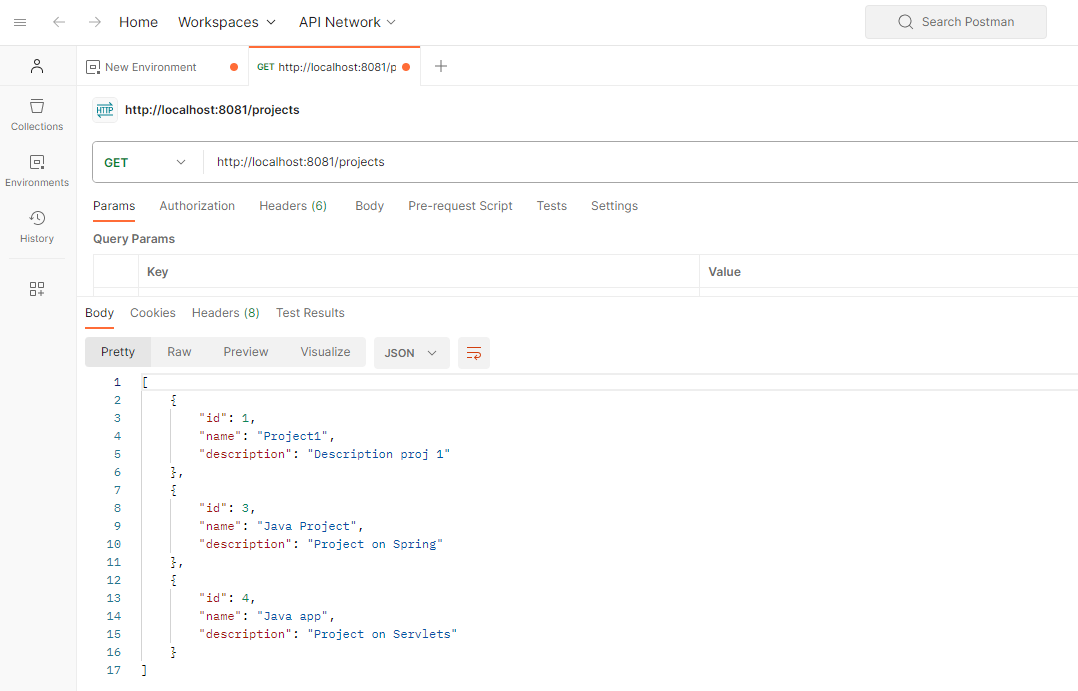 Home Workspaces API Network Search Postman
New Environment GET http://localhost:8081/p
HTTP http://localhost:8081/projects
Collections
GET http://localhost:8081/projects
Environments
Params Authorization Headers (6) Body Pre-request Script Tests Settings
History
Query Params
Key Value
Body Cookies Headers (8) Test Results
Pretty Raw Preview Visualize JSON
1 [
2 {
3 "id": 1,
4 "name": "Project1",
5 "description": "Description proj 1"
6 },
7 {
8 "id": 3,
9 "name": "Java Project",
10 "description": "Project on Spring"
11 },
12 {
13 "id": 4,
14 "name": "Java app",
15 "description": "Project on Servlets"
16 }
17 ]